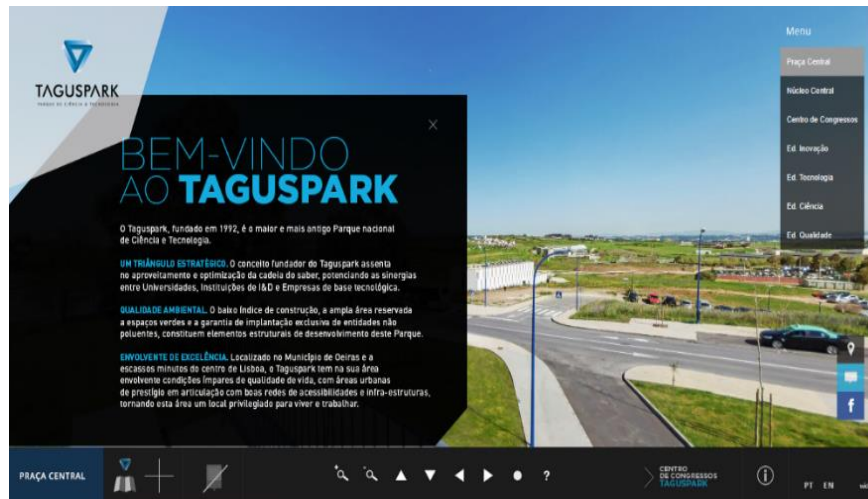 TAGUSPARK
PARQUE DE CIÊNCIA E TECNOLOGIA
Menu
Praça Central
Núcleo Central
Centro de Congressos
Ed. Inovação
Ed. Tecnologia
Ed. Ciência
Ed. Qualidade
X
BEM-VINDO
AO TAGUSPARK
O Taguspark, fundado em 1992, é o maior e mais antigo Parque nacional
de Ciência e Tecnologia.
UM TRIÂNGULO ESTRATÉGICO. O conceito fundador do Taguspark assenta
no aproveitamento e optimização da cadeia do saber, potenciando as sinergias
entre Universidades, Instituições de I&D e Empresas de base tecnológica.
QUALIDADE AMBIENTAL. O baixo índice de construção, a ampla área reservada
a espaços verdes e a garantia de implantação exclusiva de entidades não
poluentes, constituem elementos estruturais de desenvolvimento deste Parque.
ENVOLVENTE DE EXCELÊNCIA. Localizado no Município de Oeiras e a
escassos minutos do centro de Lisboa, o Taguspark tem na sua área
envolvente condições ímpares de qualidade de vida, com áreas urbanas
de prestígio em articulação com boas redes de acessibilidades e infra-estruturas,
tornando esta área um local privilegiado para viver e trabalhar.
f
PRAÇA CENTRAL
?
CENTRO
DE CONGRESSOS
TAGUSPARK
i
PT EN